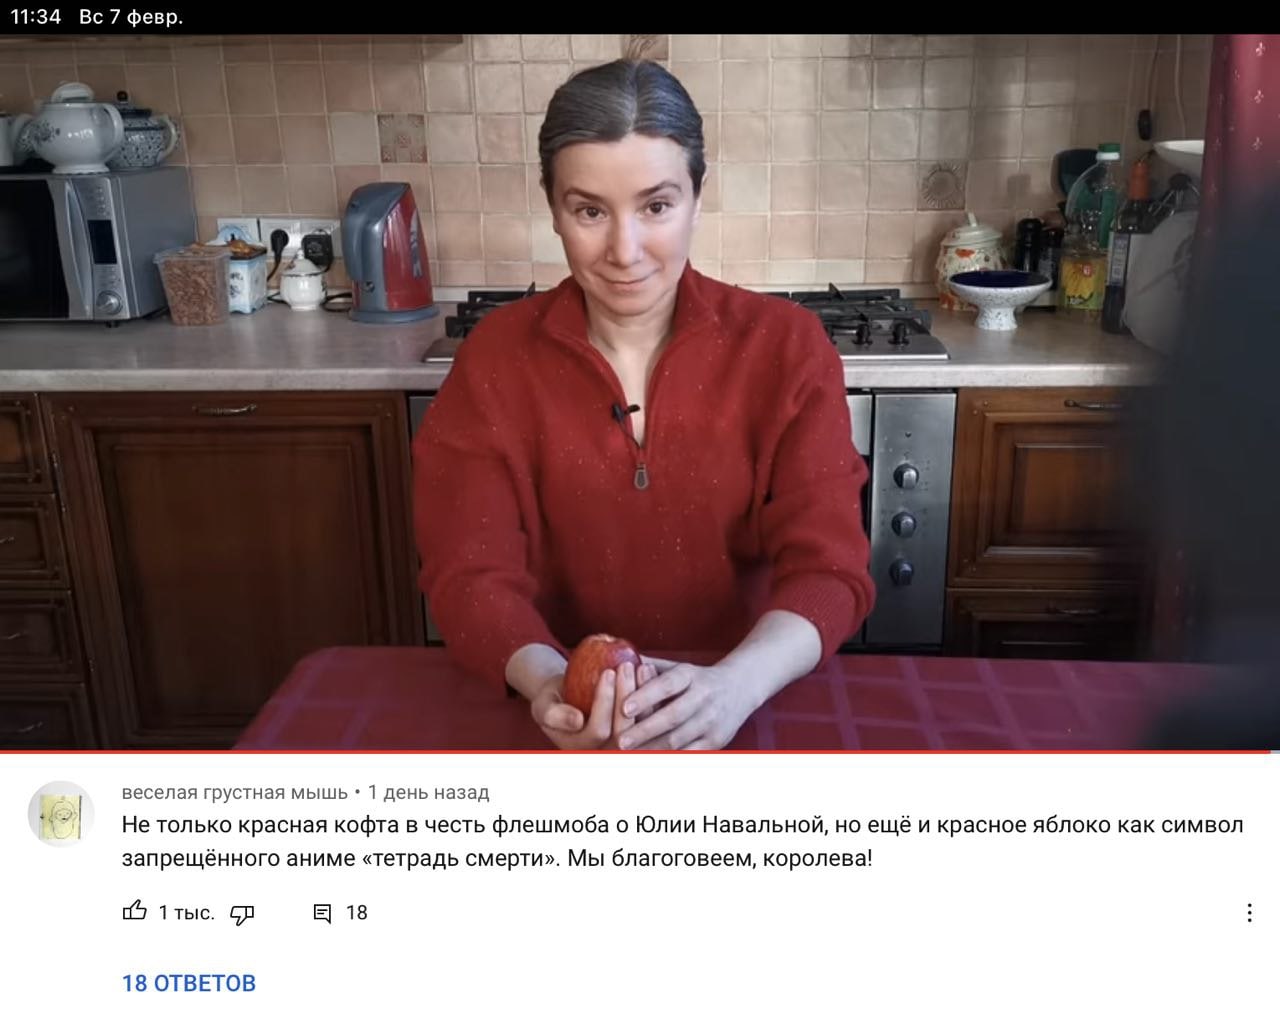 11:34 Вс 7 февр.
веселая грустная мышь • 1 день назад
Не только красная кофта в честь флешмоба о Юлии Навальной, но ещё и красное яблоко как символ
запрещённого аниме «тетрадь смерти». Мы благоговеем, королева!
1 тыс. 18
18 ОТВЕТОВ